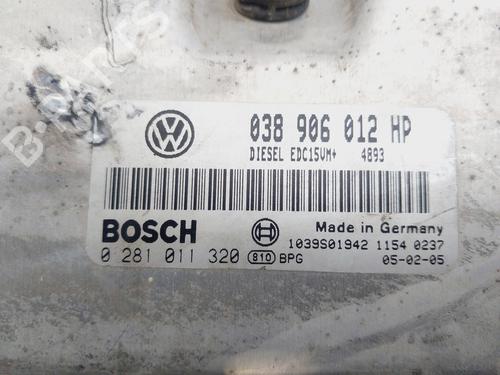 038 906 012 HP
DIESEL EDC15VM+ 4893
BOSCH
Made in Germany
1039S01942 1154 0237
0 281 011 320 810 BPG
05-02-05